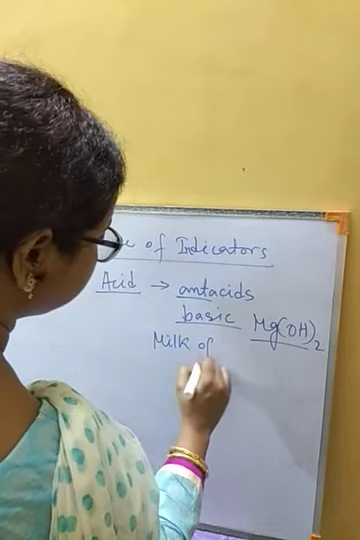 e of Indicators
Acid → antacids
basic Mg(OH)2
Milk of